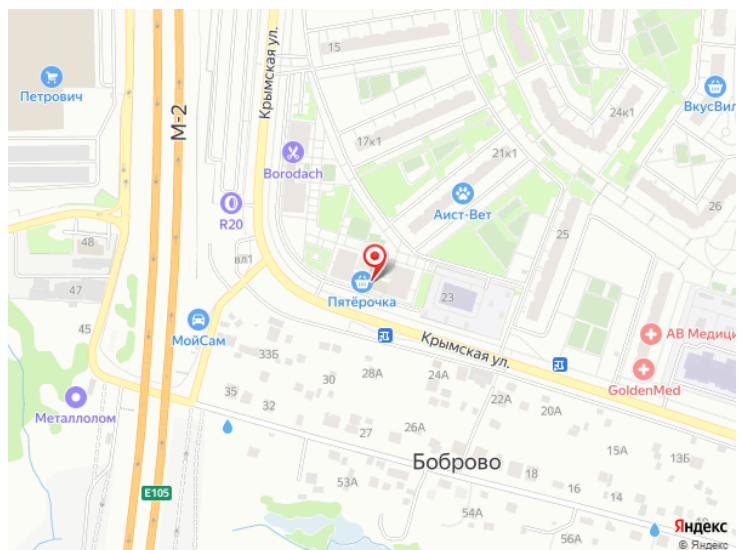 15
Крымская ул.
Петрович
М-2
ВкусВил
24к1
17к1
21к1
Borodach
Аист-Вет
26
R20
25
48
вл1
47
23
Пятёрочка
45
МойСам
Крымская ул.
АВ Медици
33Б
28А
24А
30
GoldenMed
35
32
22А
20А
Металлолом
27
26А
15А
13Б
Боброво
18
53А
16
14
E105
54А
56А
Яндекс
© Яндекс